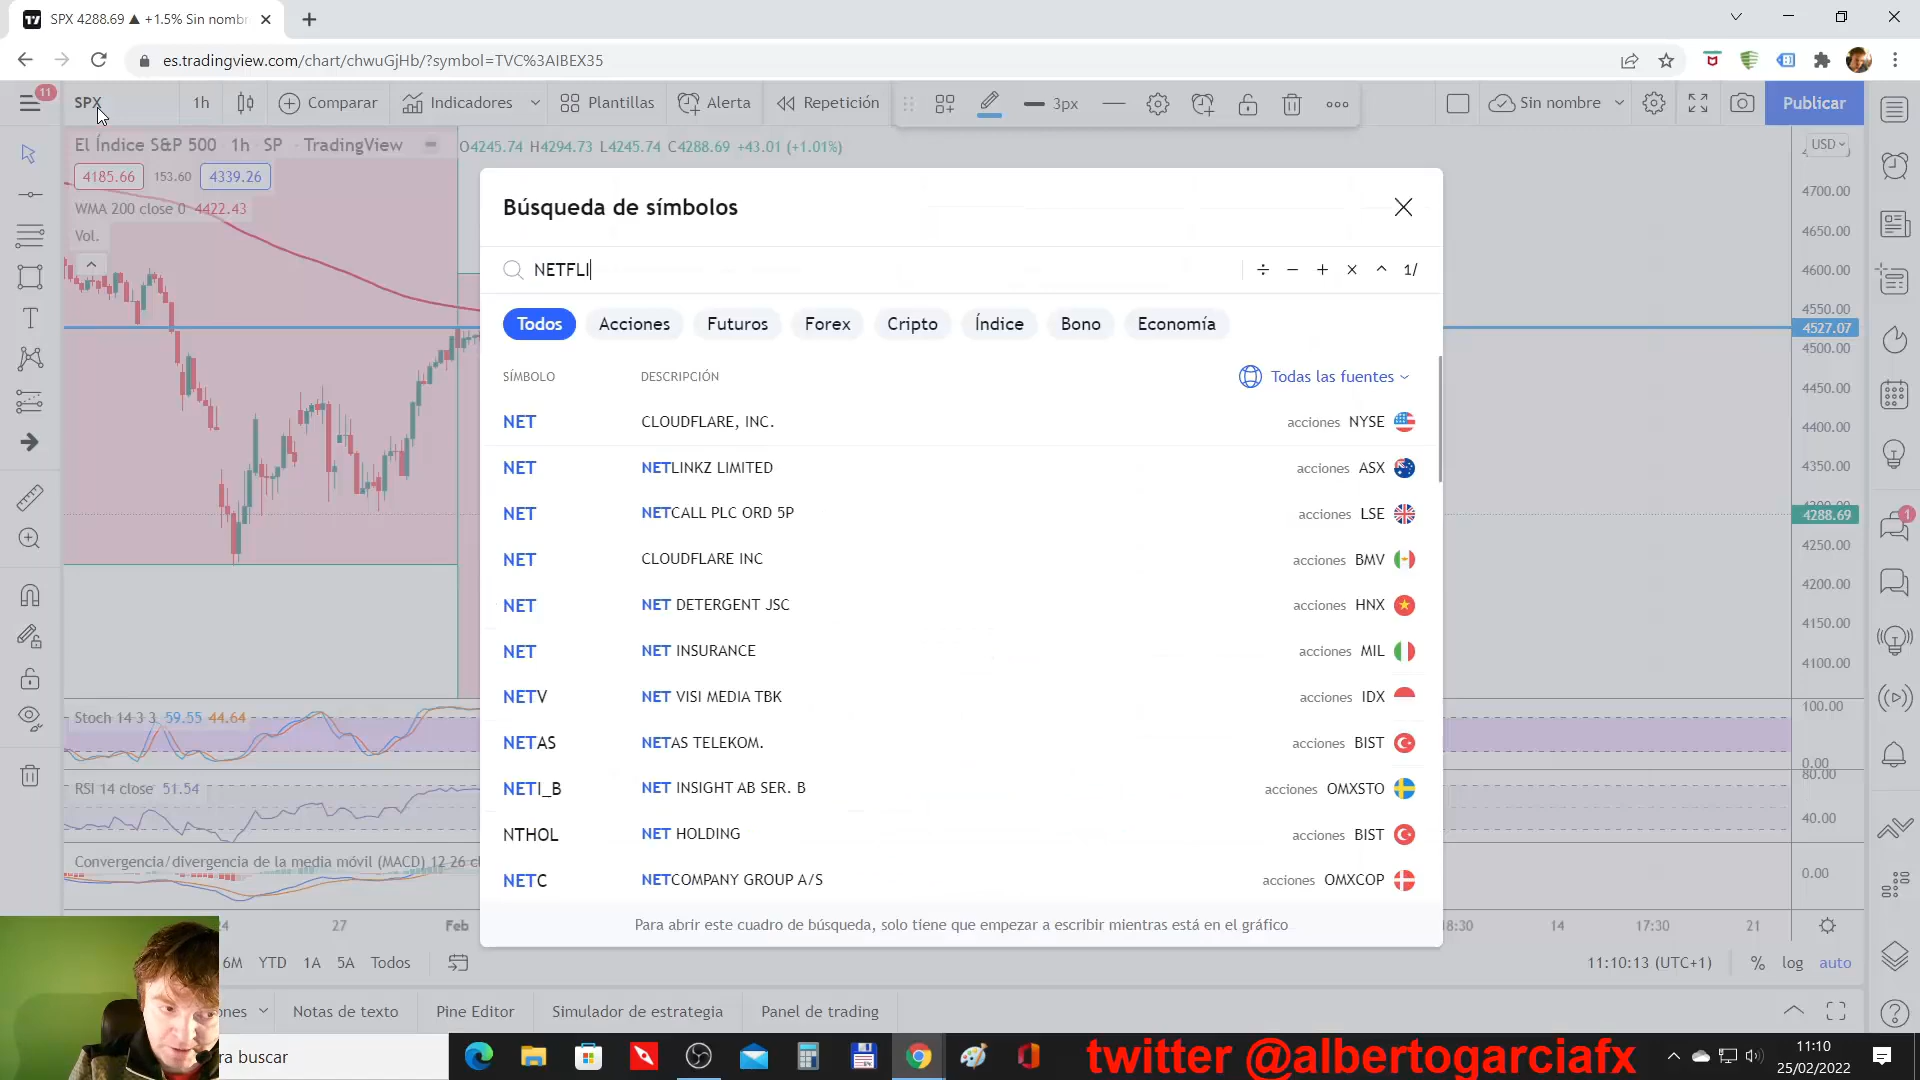 SPX 4288.69 ▲ +1.5% Sin nombr
es.tradingview.com/chart/chwuGjHb/?symbol=TVC%3AIBEX35
11
SPX
1h
Comparar
Indicadores
Plantillas
Alerta
Repetición
3px
Sin nombre
Publicar
El Índice S&P 500 1h SP TradingView
O4245.74 H4294.73 L4245.74 C4288.69 +43.01 (+1.01%)
USD
4185.66
153.60
4339.26
WMA 200 close 0 4422.43
Vol.
Búsqueda de símbolos
NETFLI
÷ − + × ^ 1/
Todos
Acciones
Futuros
Forex
Cripto
Índice
Bono
Economía
SÍMBOLO
DESCRIPCIÓN
Todas las fuentes
NET CLOUDFLARE, INC. acciones NYSE
NET NETLINKZ LIMITED acciones ASX
NET NETCALL PLC ORD 5P acciones LSE
NET CLOUDFLARE INC acciones BMV
NET NET DETERGENT JSC acciones HNX
NET NET INSURANCE acciones MIL
NETV NET VISI MEDIA TBK acciones IDX
NETAS NETAS TELEKOM. acciones BIST
NETI_B NET INSIGHT AB SER. B acciones OMXSTO
NTHOL NET HOLDING acciones BIST
NETC NETCOMPANY GROUP A/S acciones OMXCOP
Para abrir este cuadro de búsqueda, solo tiene que empezar a escribir mientras está en el gráfico
4700.00
4650.00
4600.00
4550.00
4527.07
4500.00
4450.00
4400.00
4350.00
4288.69
4250.00
4200.00
4150.00
4100.00
1
Stoch 14 3 3 59.55 44.64
100.00
0.00
RSI 14 close 51.54
80.00
40.00
Convergencia/divergencia de la media móvil (MACD) 12 26 cl
0.00
24
27
Feb
8:30
14
17:30
21
6M
YTD
1A
5A
Todos
11:10:13 (UTC+1)
%
log
auto
ones
Notas de texto
Pine Editor
Simulador de estrategia
Panel de trading
ra buscar
twitter @albertogarciafx
11:10
25/02/2022